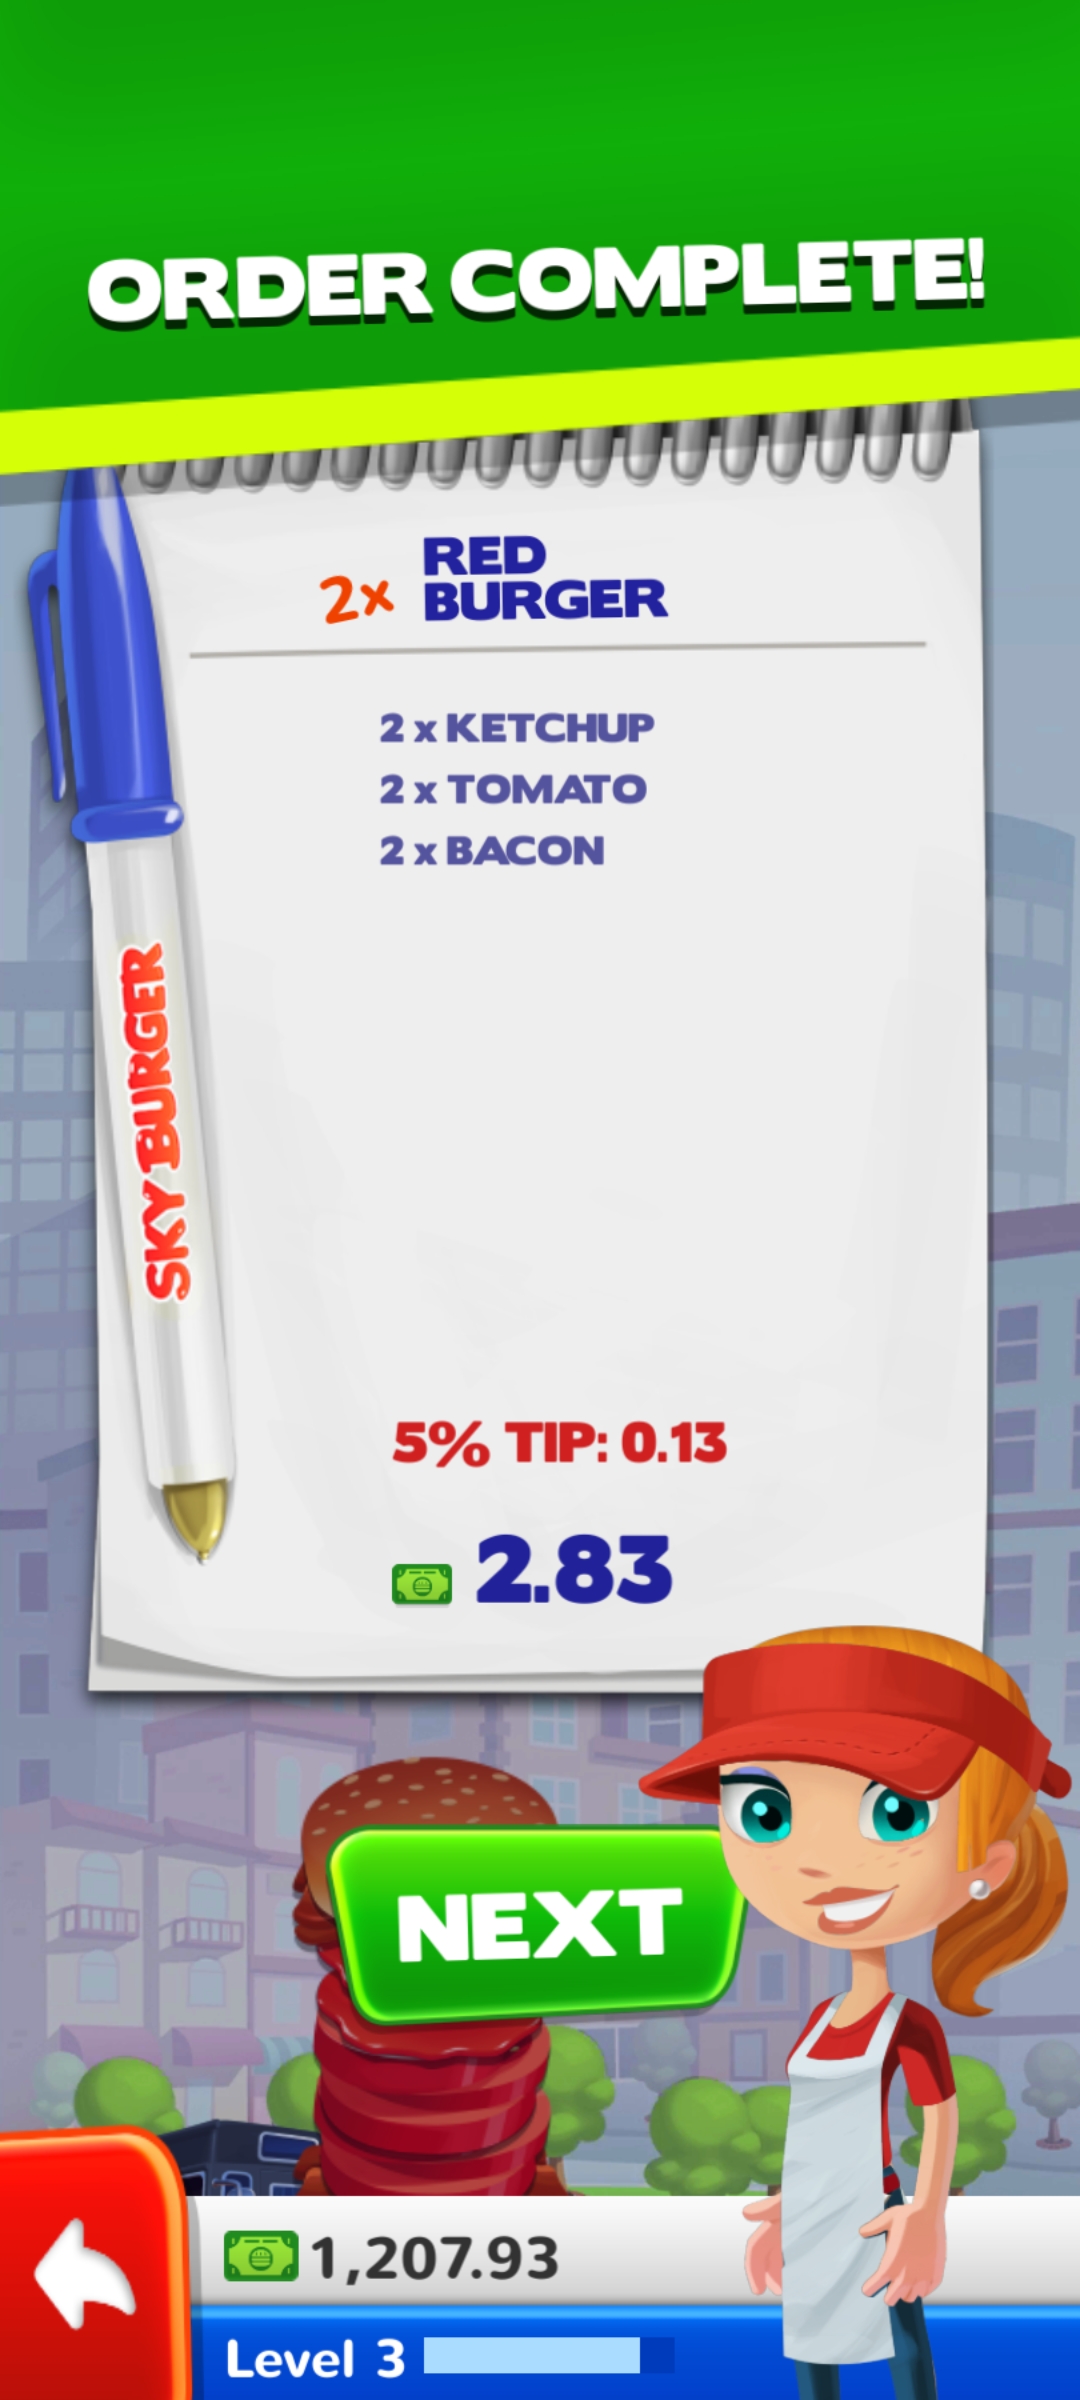 ORDER COMPLETE!
2x RED
BURGER
2 x KETCHUP
2 x TOMATO
2 x BACON
SKY BURGER
5% TIP: 0.13
2.83
NEXT
1,207.93
Level 3